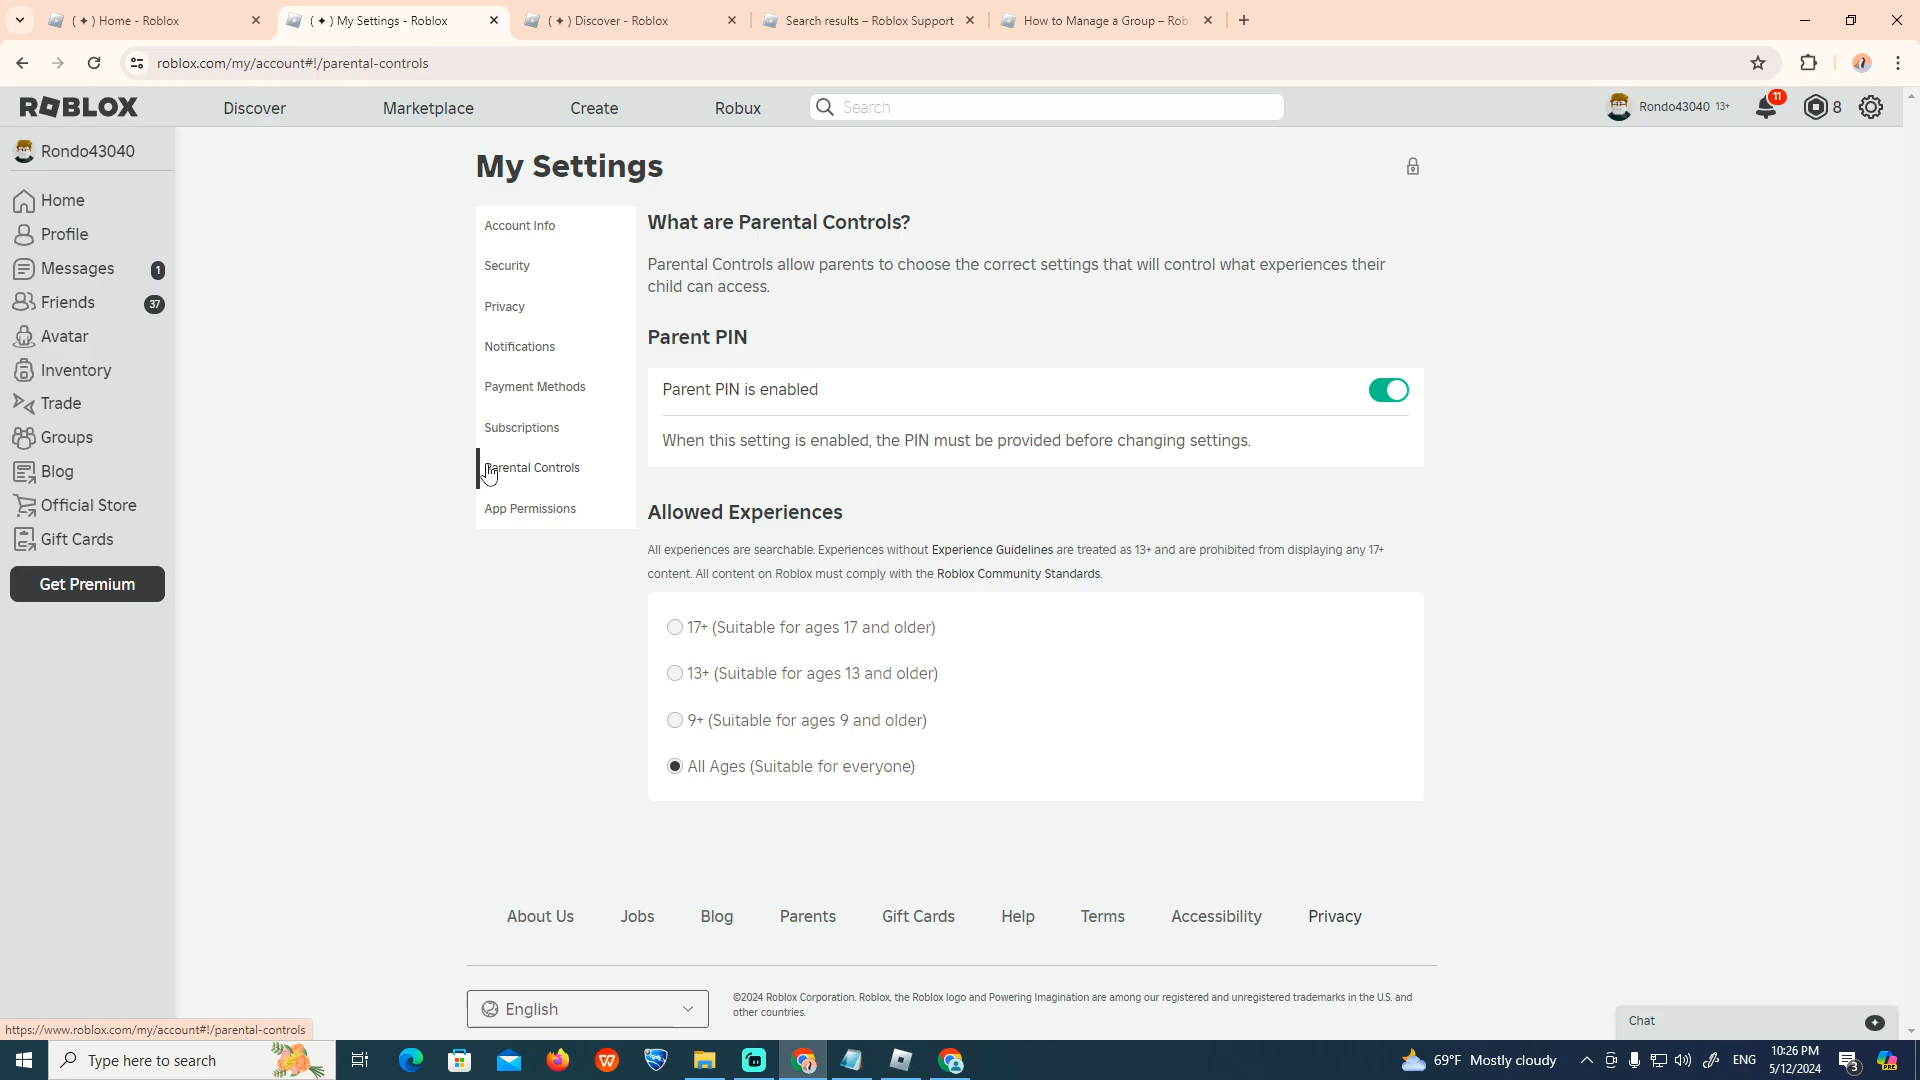 ( ✦ ) Home - Roblox
( ✦ ) My Settings - Roblox
( ✦ ) Discover - Roblox
Search results – Roblox Support
How to Manage a Group – Rob
roblox.com/my/account#!/parental-controls
ROBLOX
Discover
Marketplace
Create
Robux
Search
Rondo43040 13+
11
8
Rondo43040
Home
Profile
Messages 1
Friends 37
Avatar
Inventory
Trade
Groups
Blog
Official Store
Gift Cards
Get Premium
My Settings
Account Info
Security
Privacy
Notifications
Payment Methods
Subscriptions
Parental Controls
App Permissions
What are Parental Controls?
Parental Controls allow parents to choose the correct settings that will control what experiences their
child can access.
Parent PIN
Parent PIN is enabled
When this setting is enabled, the PIN must be provided before changing settings.
Allowed Experiences
All experiences are searchable. Experiences without Experience Guidelines are treated as 13+ and are prohibited from displaying any 17+
content. All content on Roblox must comply with the Roblox Community Standards.
17+ (Suitable for ages 17 and older)
13+ (Suitable for ages 13 and older)
9+ (Suitable for ages 9 and older)
All Ages (Suitable for everyone)
About Us
Jobs
Blog
Parents
Gift Cards
Help
Terms
Accessibility
Privacy
English
©2024 Roblox Corporation. Roblox, the Roblox logo and Powering Imagination are among our registered and unregistered trademarks in the U.S. and
other countries.
Chat
https://www.roblox.com/my/account#!/parental-controls
Type here to search
69°F Mostly cloudy
ENG
10:26 PM
5/12/2024
3
PRE